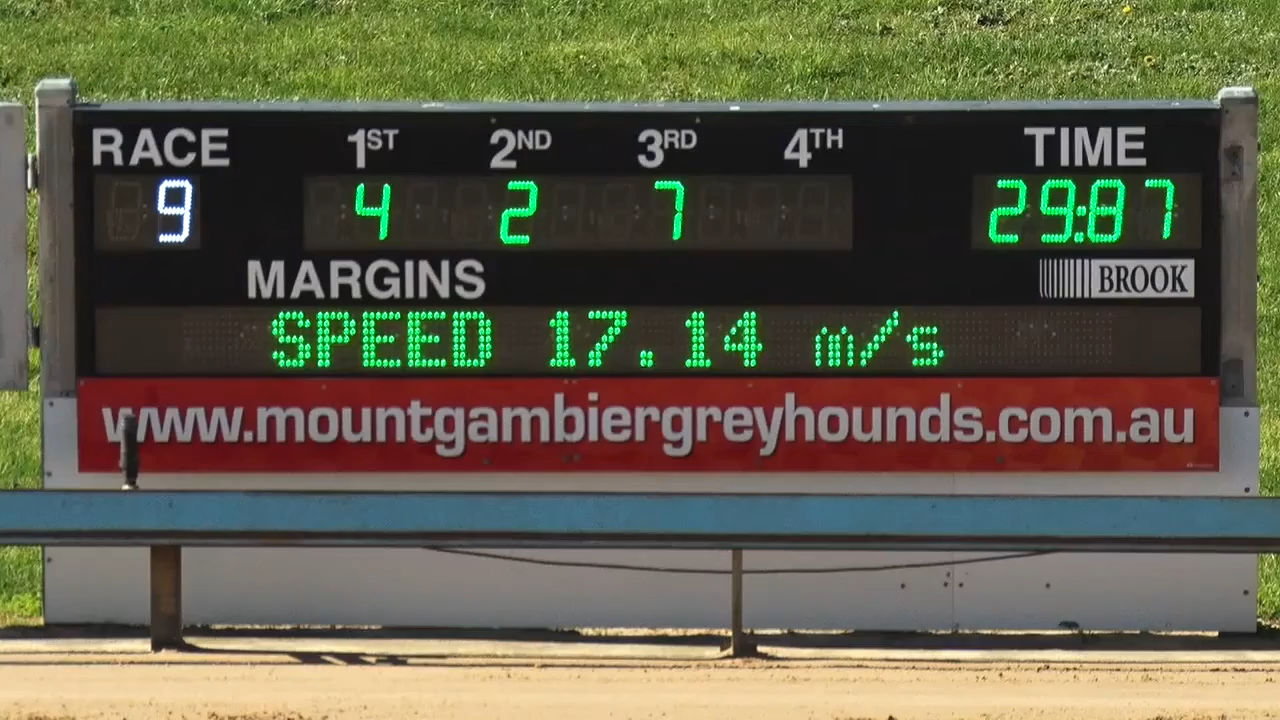 RACE 1ST 2ND 3RD 4TH TIME
9 4 2 7 29:87
MARGINS BROOK
SPEED 17.14 m/s
www.mountgambiergreyhounds.com.au